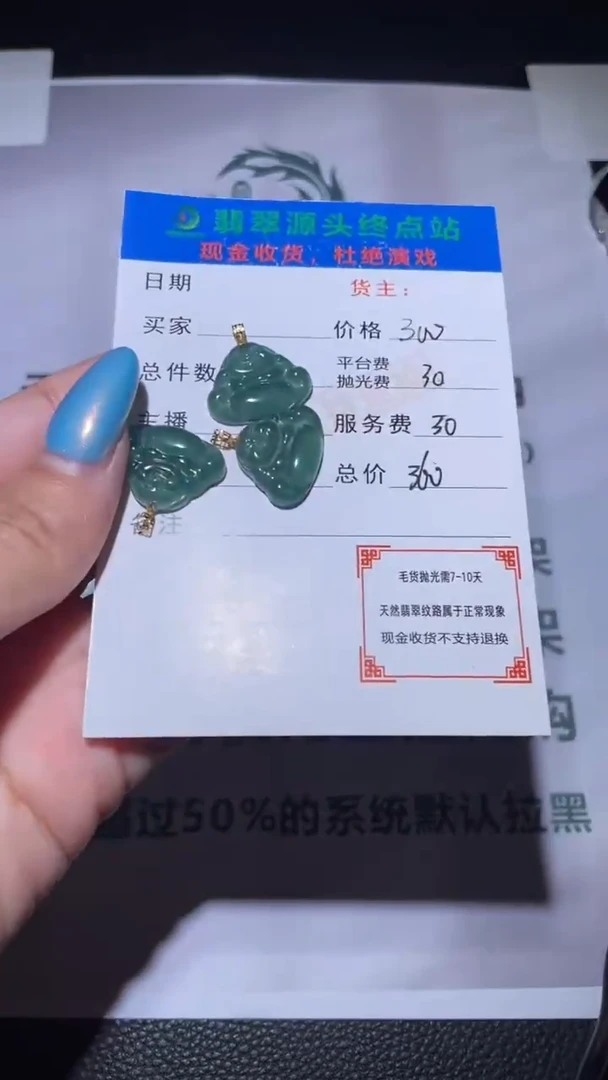 翡翠源头终点站
现金收货，杜绝演戏
日期 货主：
买家 价格 300
总件数 平台费 抛光费 30
主播 服务费 30
总价 360
备注
毛货抛光需7-10天
天然翡翠纹路属于正常现象
现金收货不支持退换
过50%的系统默认拉黑